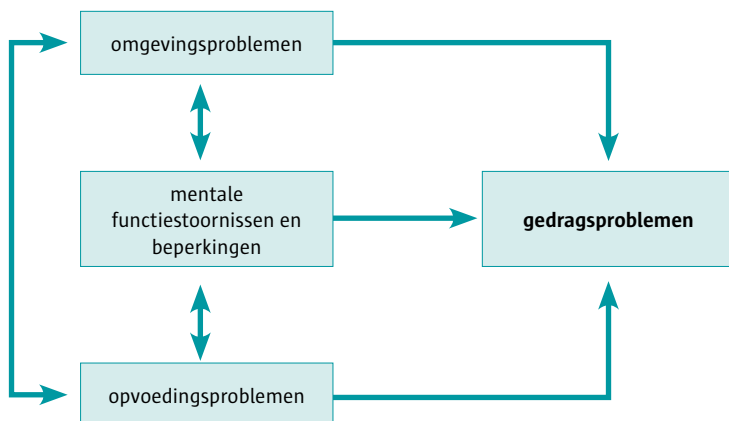 omgevingsproblemen
mentale
functiestoornissen en
beperkingen
gedragsproblemen
opvoedingsproblemen